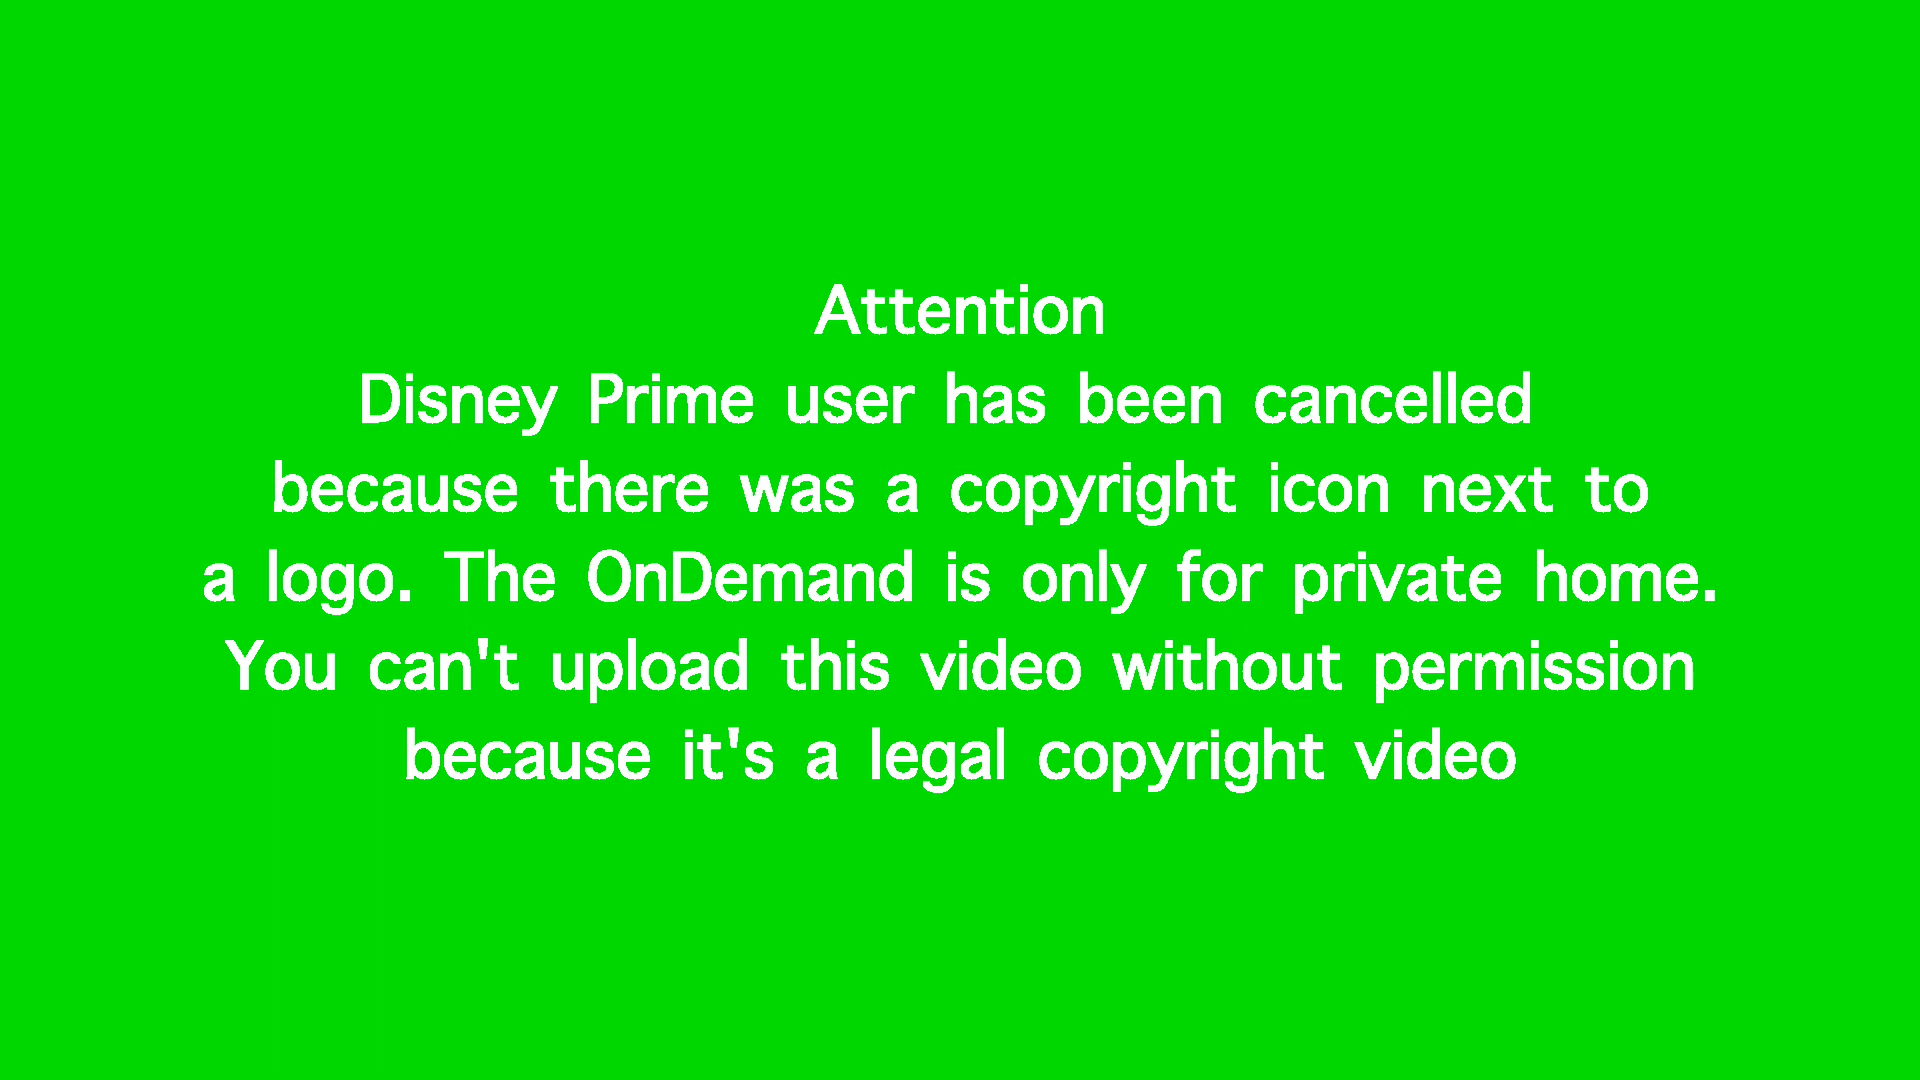 Attention
Disney Prime user has been cancelled
because there was a copyright icon next to
a logo. The OnDemand is only for private home.
You can't upload this video without permission
because it's a legal copyright video